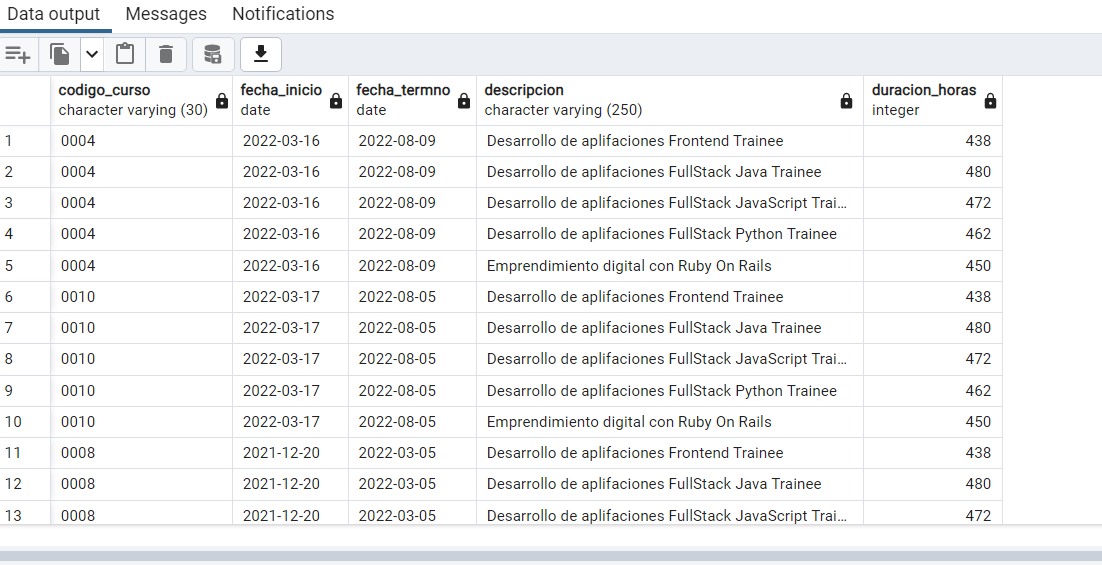 Data output Messages Notifications
codigo_curso fecha_inicio fecha_termno descripcion duracion_horas
character varying (30) date date character varying (250) integer
1 0004 2022-03-16 2022-08-09 Desarrollo de aplifaciones Frontend Trainee 438
2 0004 2022-03-16 2022-08-09 Desarrollo de aplifaciones FullStack Java Trainee 480
3 0004 2022-03-16 2022-08-09 Desarrollo de aplifaciones FullStack JavaScript Trai... 472
4 0004 2022-03-16 2022-08-09 Desarrollo de aplifaciones FullStack Python Trainee 462
5 0004 2022-03-16 2022-08-09 Emprendimiento digital con Ruby On Rails 450
6 0010 2022-03-17 2022-08-05 Desarrollo de aplifaciones Frontend Trainee 438
7 0010 2022-03-17 2022-08-05 Desarrollo de aplifaciones FullStack Java Trainee 480
8 0010 2022-03-17 2022-08-05 Desarrollo de aplifaciones FullStack JavaScript Trai... 472
9 0010 2022-03-17 2022-08-05 Desarrollo de aplifaciones FullStack Python Trainee 462
10 0010 2022-03-17 2022-08-05 Emprendimiento digital con Ruby On Rails 450
11 0008 2021-12-20 2022-03-05 Desarrollo de aplifaciones Frontend Trainee 438
12 0008 2021-12-20 2022-03-05 Desarrollo de aplifaciones FullStack Java Trainee 480
13 0008 2021-12-20 2022-03-05 Desarrollo de aplifaciones FullStack JavaScript Trai... 472